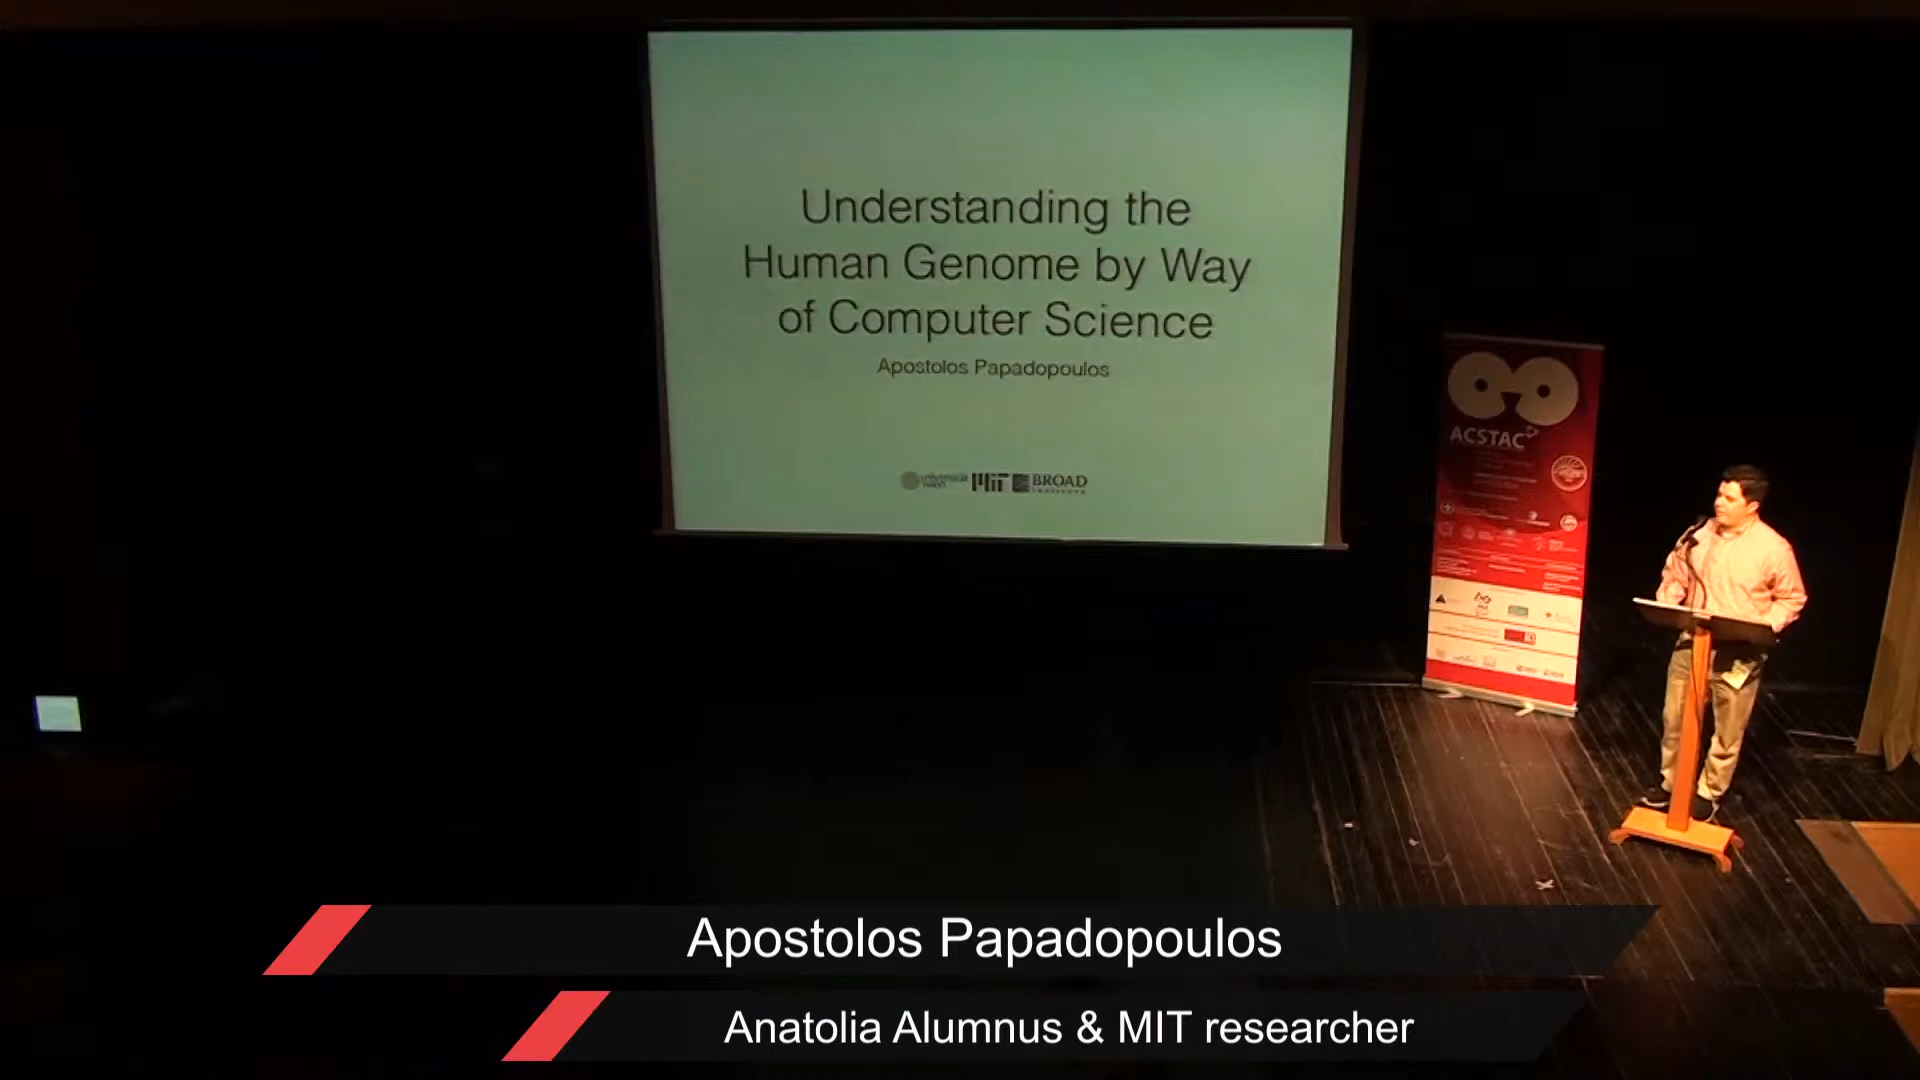 Understanding the
Human Genome by Way
of Computer Science
Apostolos Papadopoulos
MIT
BROAD
ACSTAC
Apostolos Papadopoulos
Anatolia Alumnus & MIT researcher